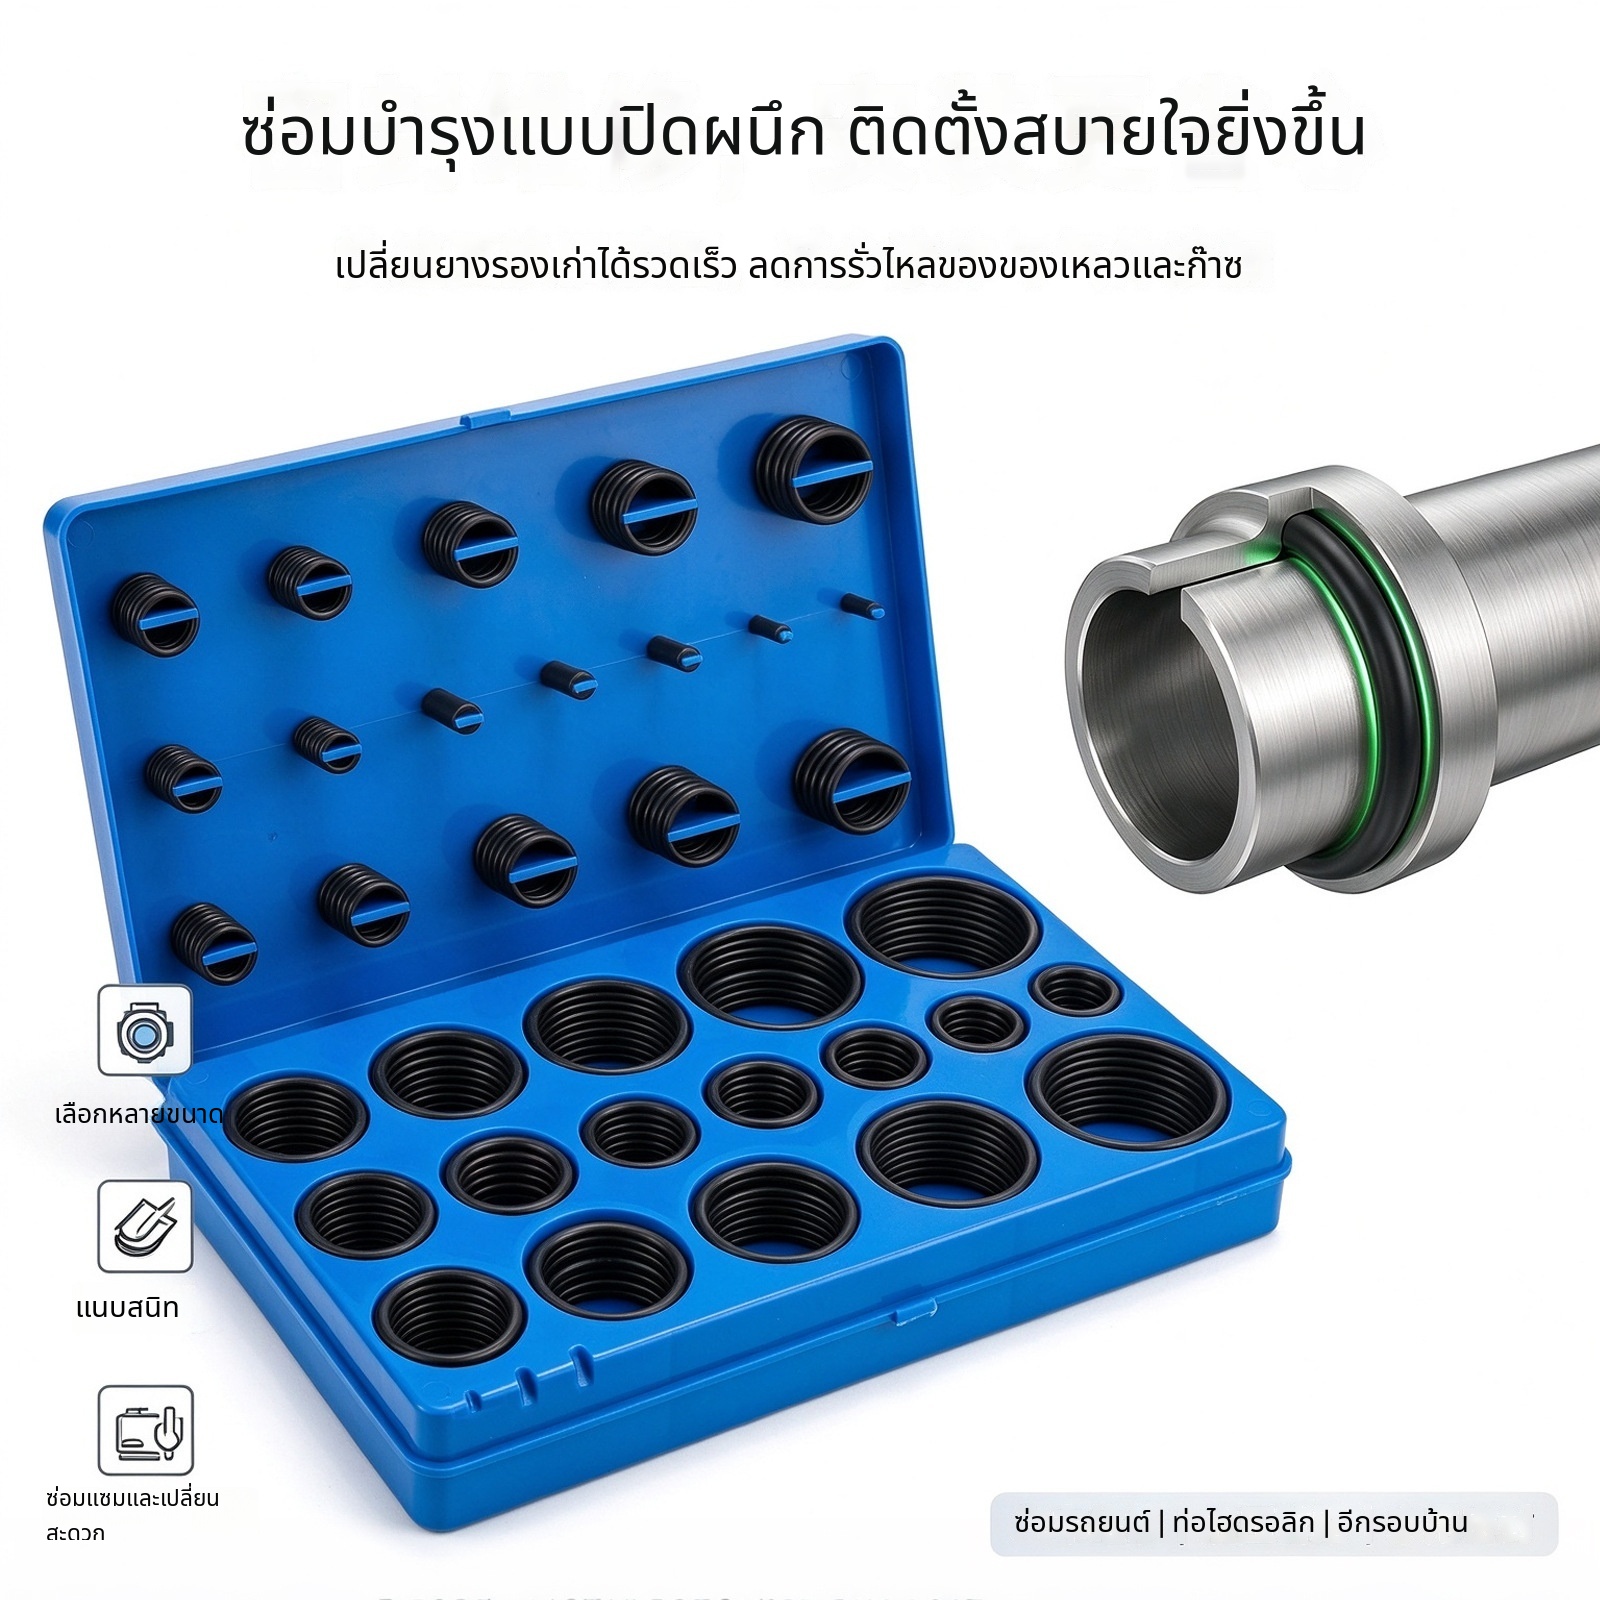 ซ่อมบำรุงแบบปิดผนึก ติดตั้งสบายใจยิ่งขึ้น
เปลี่ยนยางรองเก่าได้รวดเร็ว ลดการรั่วไหลของของเหลวและก๊าซ
เลือกหลายขนาด
แนบสนิท
ซ่อมแซมและเปลี่ยน
สะดวก
ซ่อมรถยนต์ | ท่อไฮดรอลิก | อีกรอบบ้าน